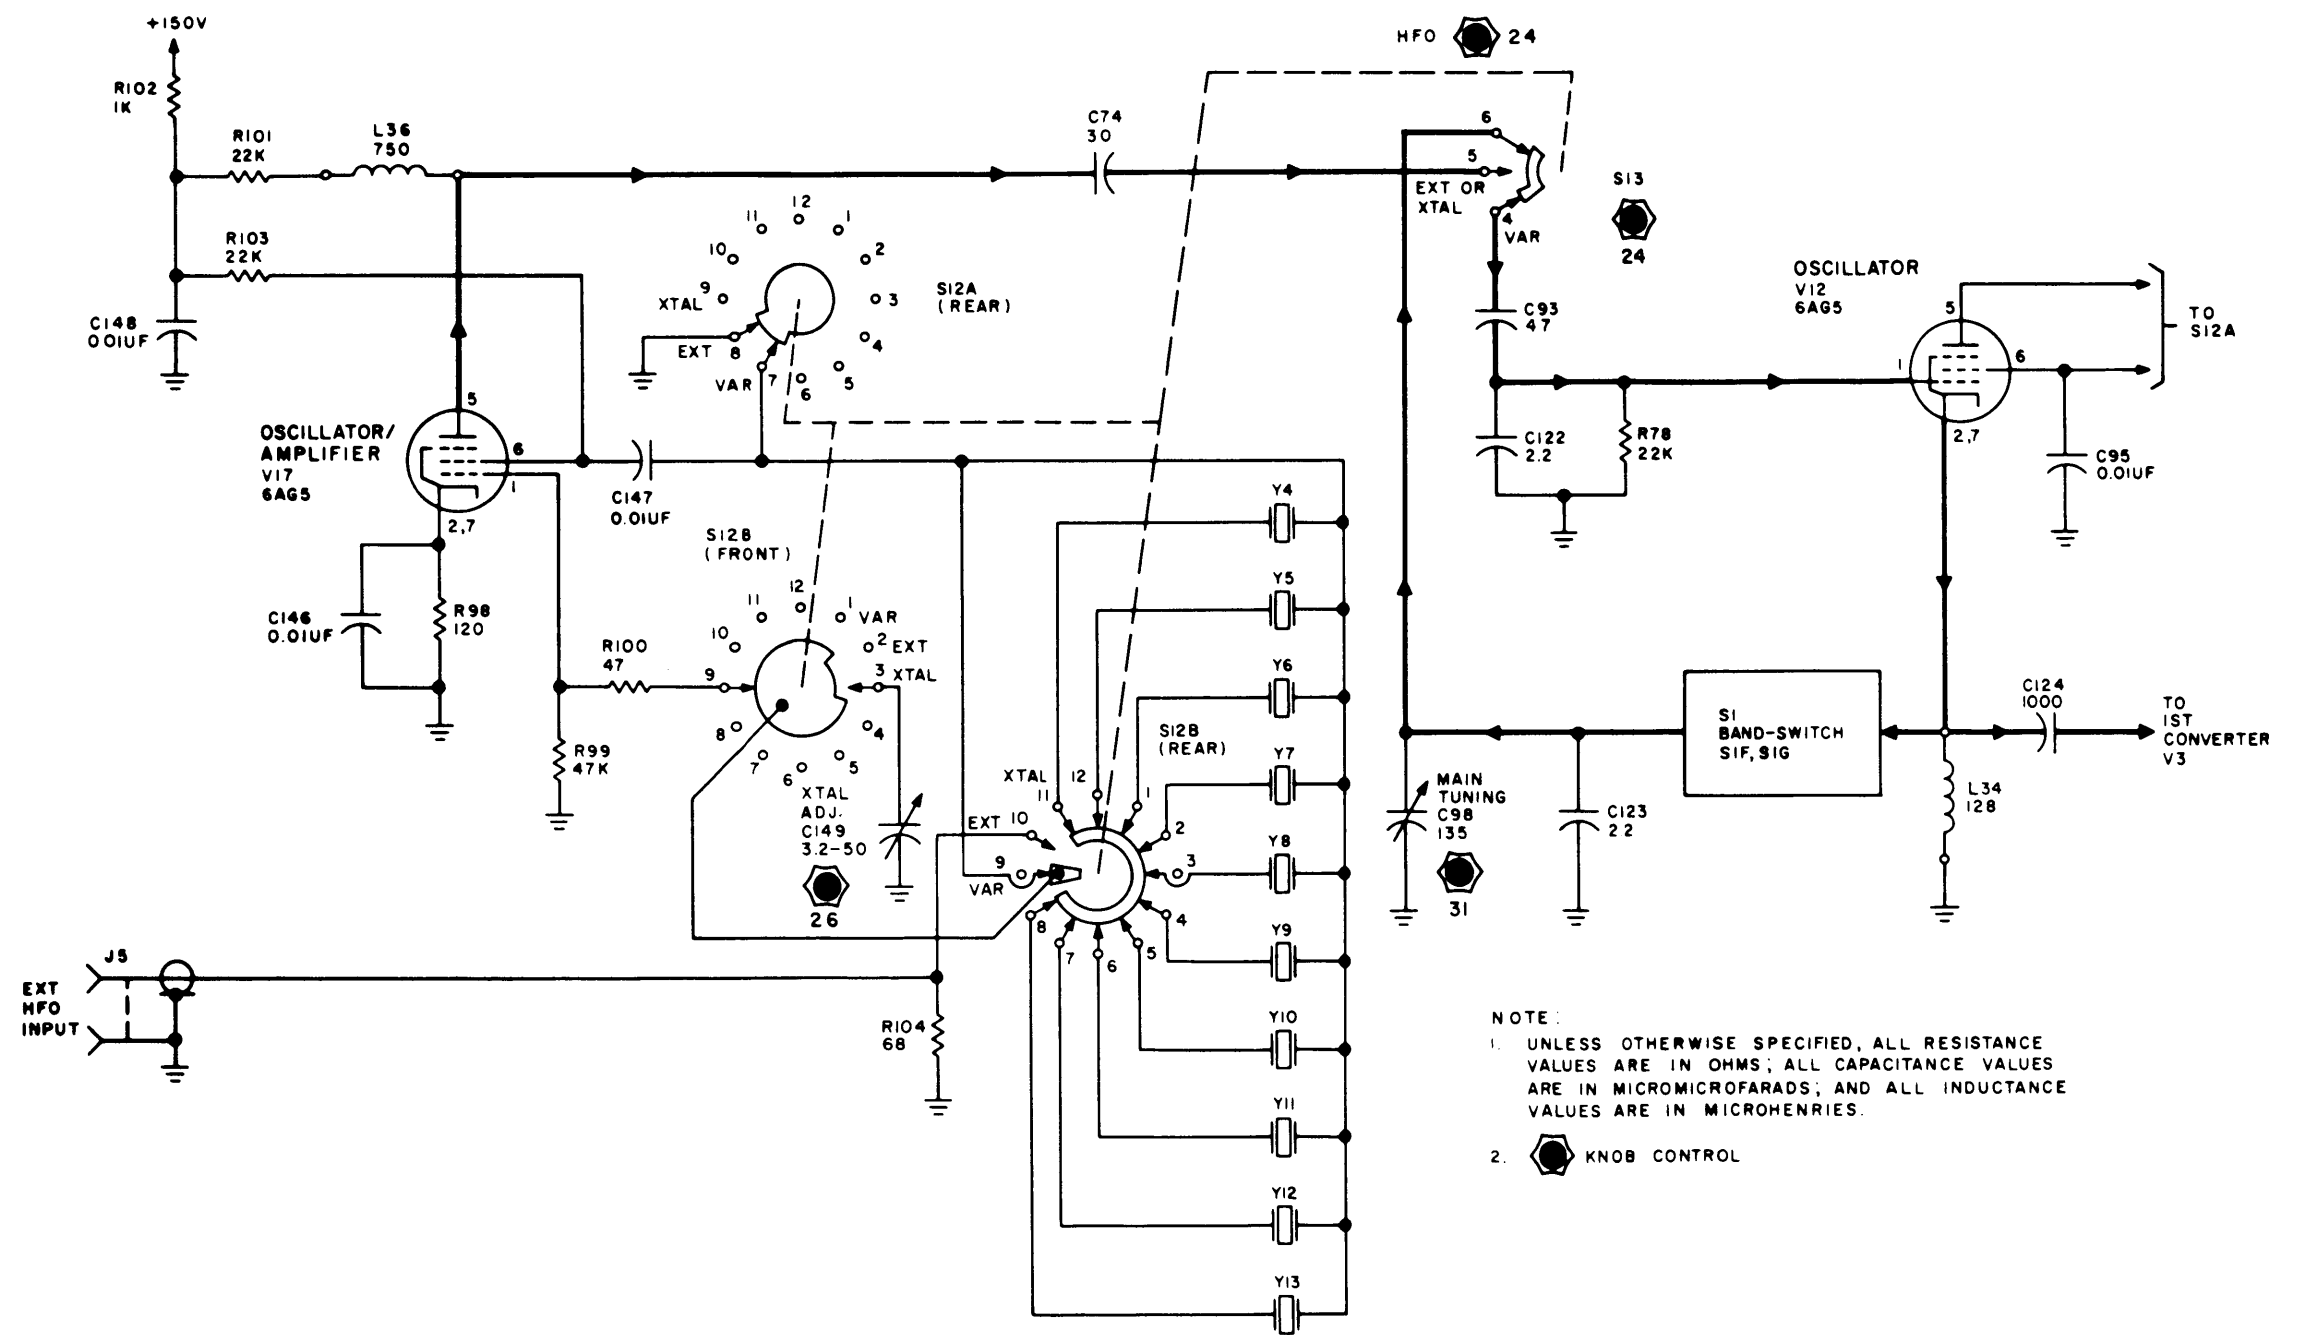 +150V
R102
1K
R101
22K
L36
750
R103
22K
C148
0.01UF
C74
30
HFO 24
6
5
EXT OR
XTAL
4
VAR
S13
24
12
11
1
10
2
9
XTAL
3
S12A
(REAR)
EXT 8
4
VAR 7
6
5
OSCILLATOR/
AMPLIFIER
V17
6AG5
5
6
1
2,7
C147
0.01UF
C146
0.01UF
R98
120
R100
47
R99
47K
S12B
(FRONT)
12
11
1 VAR
10
2 EXT
9
3 XTAL
8
4
7
6
5
XTAL
ADJ.
C149
3.2-50
26
S12B
(REAR)
XTAL 12
11
1
EXT 10
2
9
VAR
3
8
4
7
6
5
Y4
Y5
Y6
Y7
Y8
Y9
Y10
Y11
Y12
Y13
J5
EXT
HFO
INPUT
R104
68
C93
47
C122
2.2
R78
22K
OSCILLATOR
V12
6AG5
5
1
6
2,7
TO
S12A
C95
0.01UF
S1
BAND-SWITCH
S1F, S1G
C124
1000
TO
1ST
CONVERTER
V3
L34
128
MAIN
TUNING
C98
135
31
C123
2.2
NOTE:
1. UNLESS OTHERWISE SPECIFIED, ALL RESISTANCE
VALUES ARE IN OHMS; ALL CAPACITANCE VALUES
ARE IN MICROMICROFARADS; AND ALL INDUCTANCE
VALUES ARE IN MICROHENRIES.
2. KNOB CONTROL